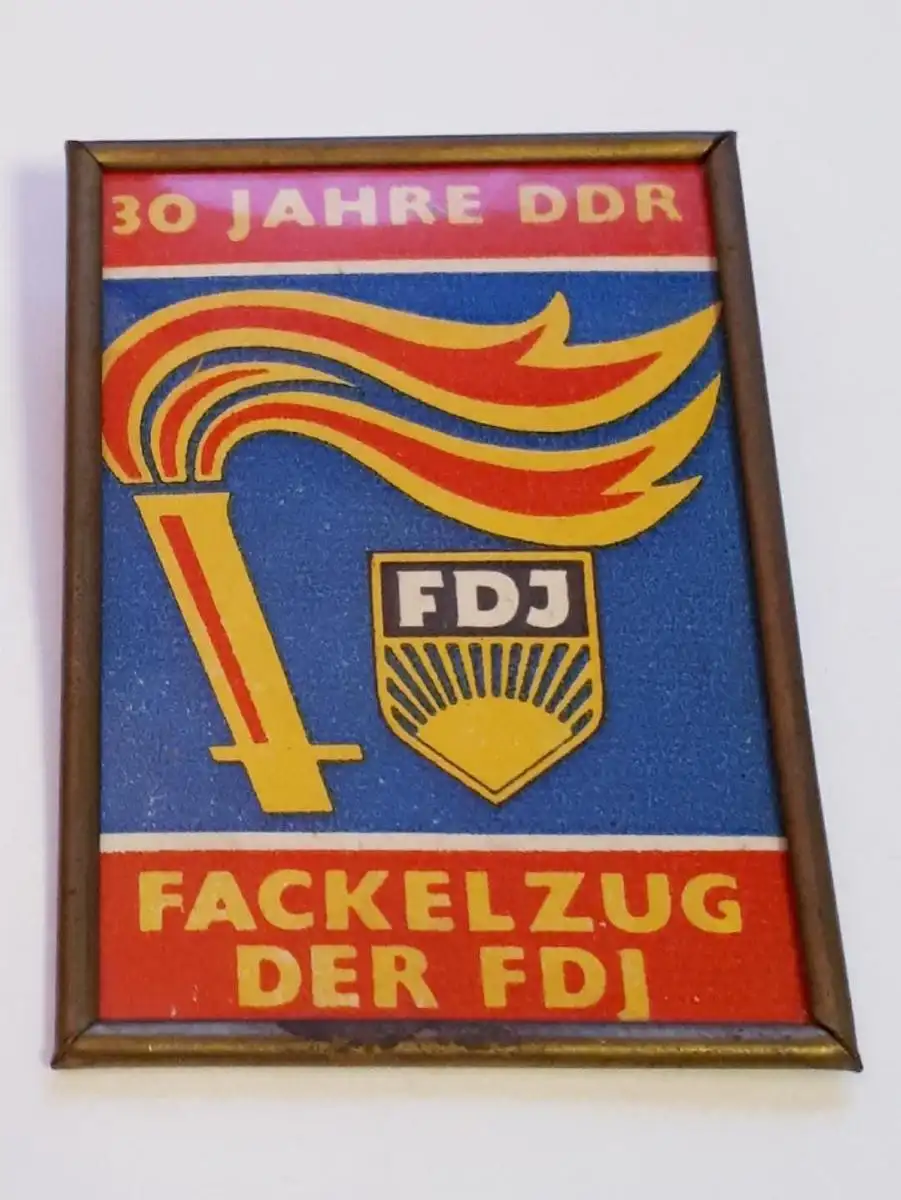 30 JAHRE DDR
FDJ
FACKELZUG
DER FDJ